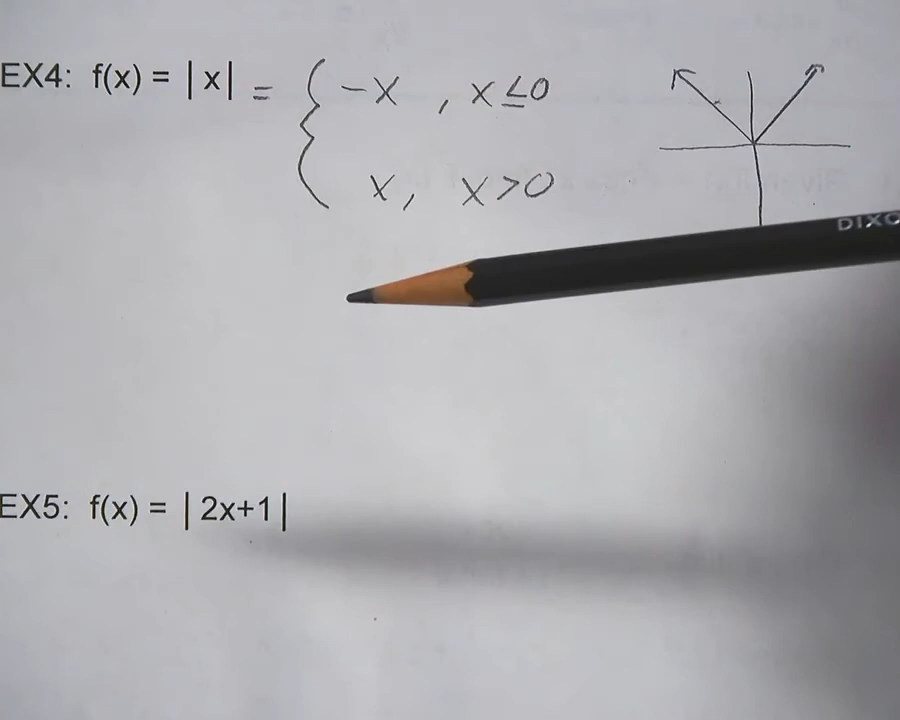 EX4: f(x) = |x| = { -x , x ≤ 0
x, x > 0
DIXO
EX5: f(x) = |2x+1|